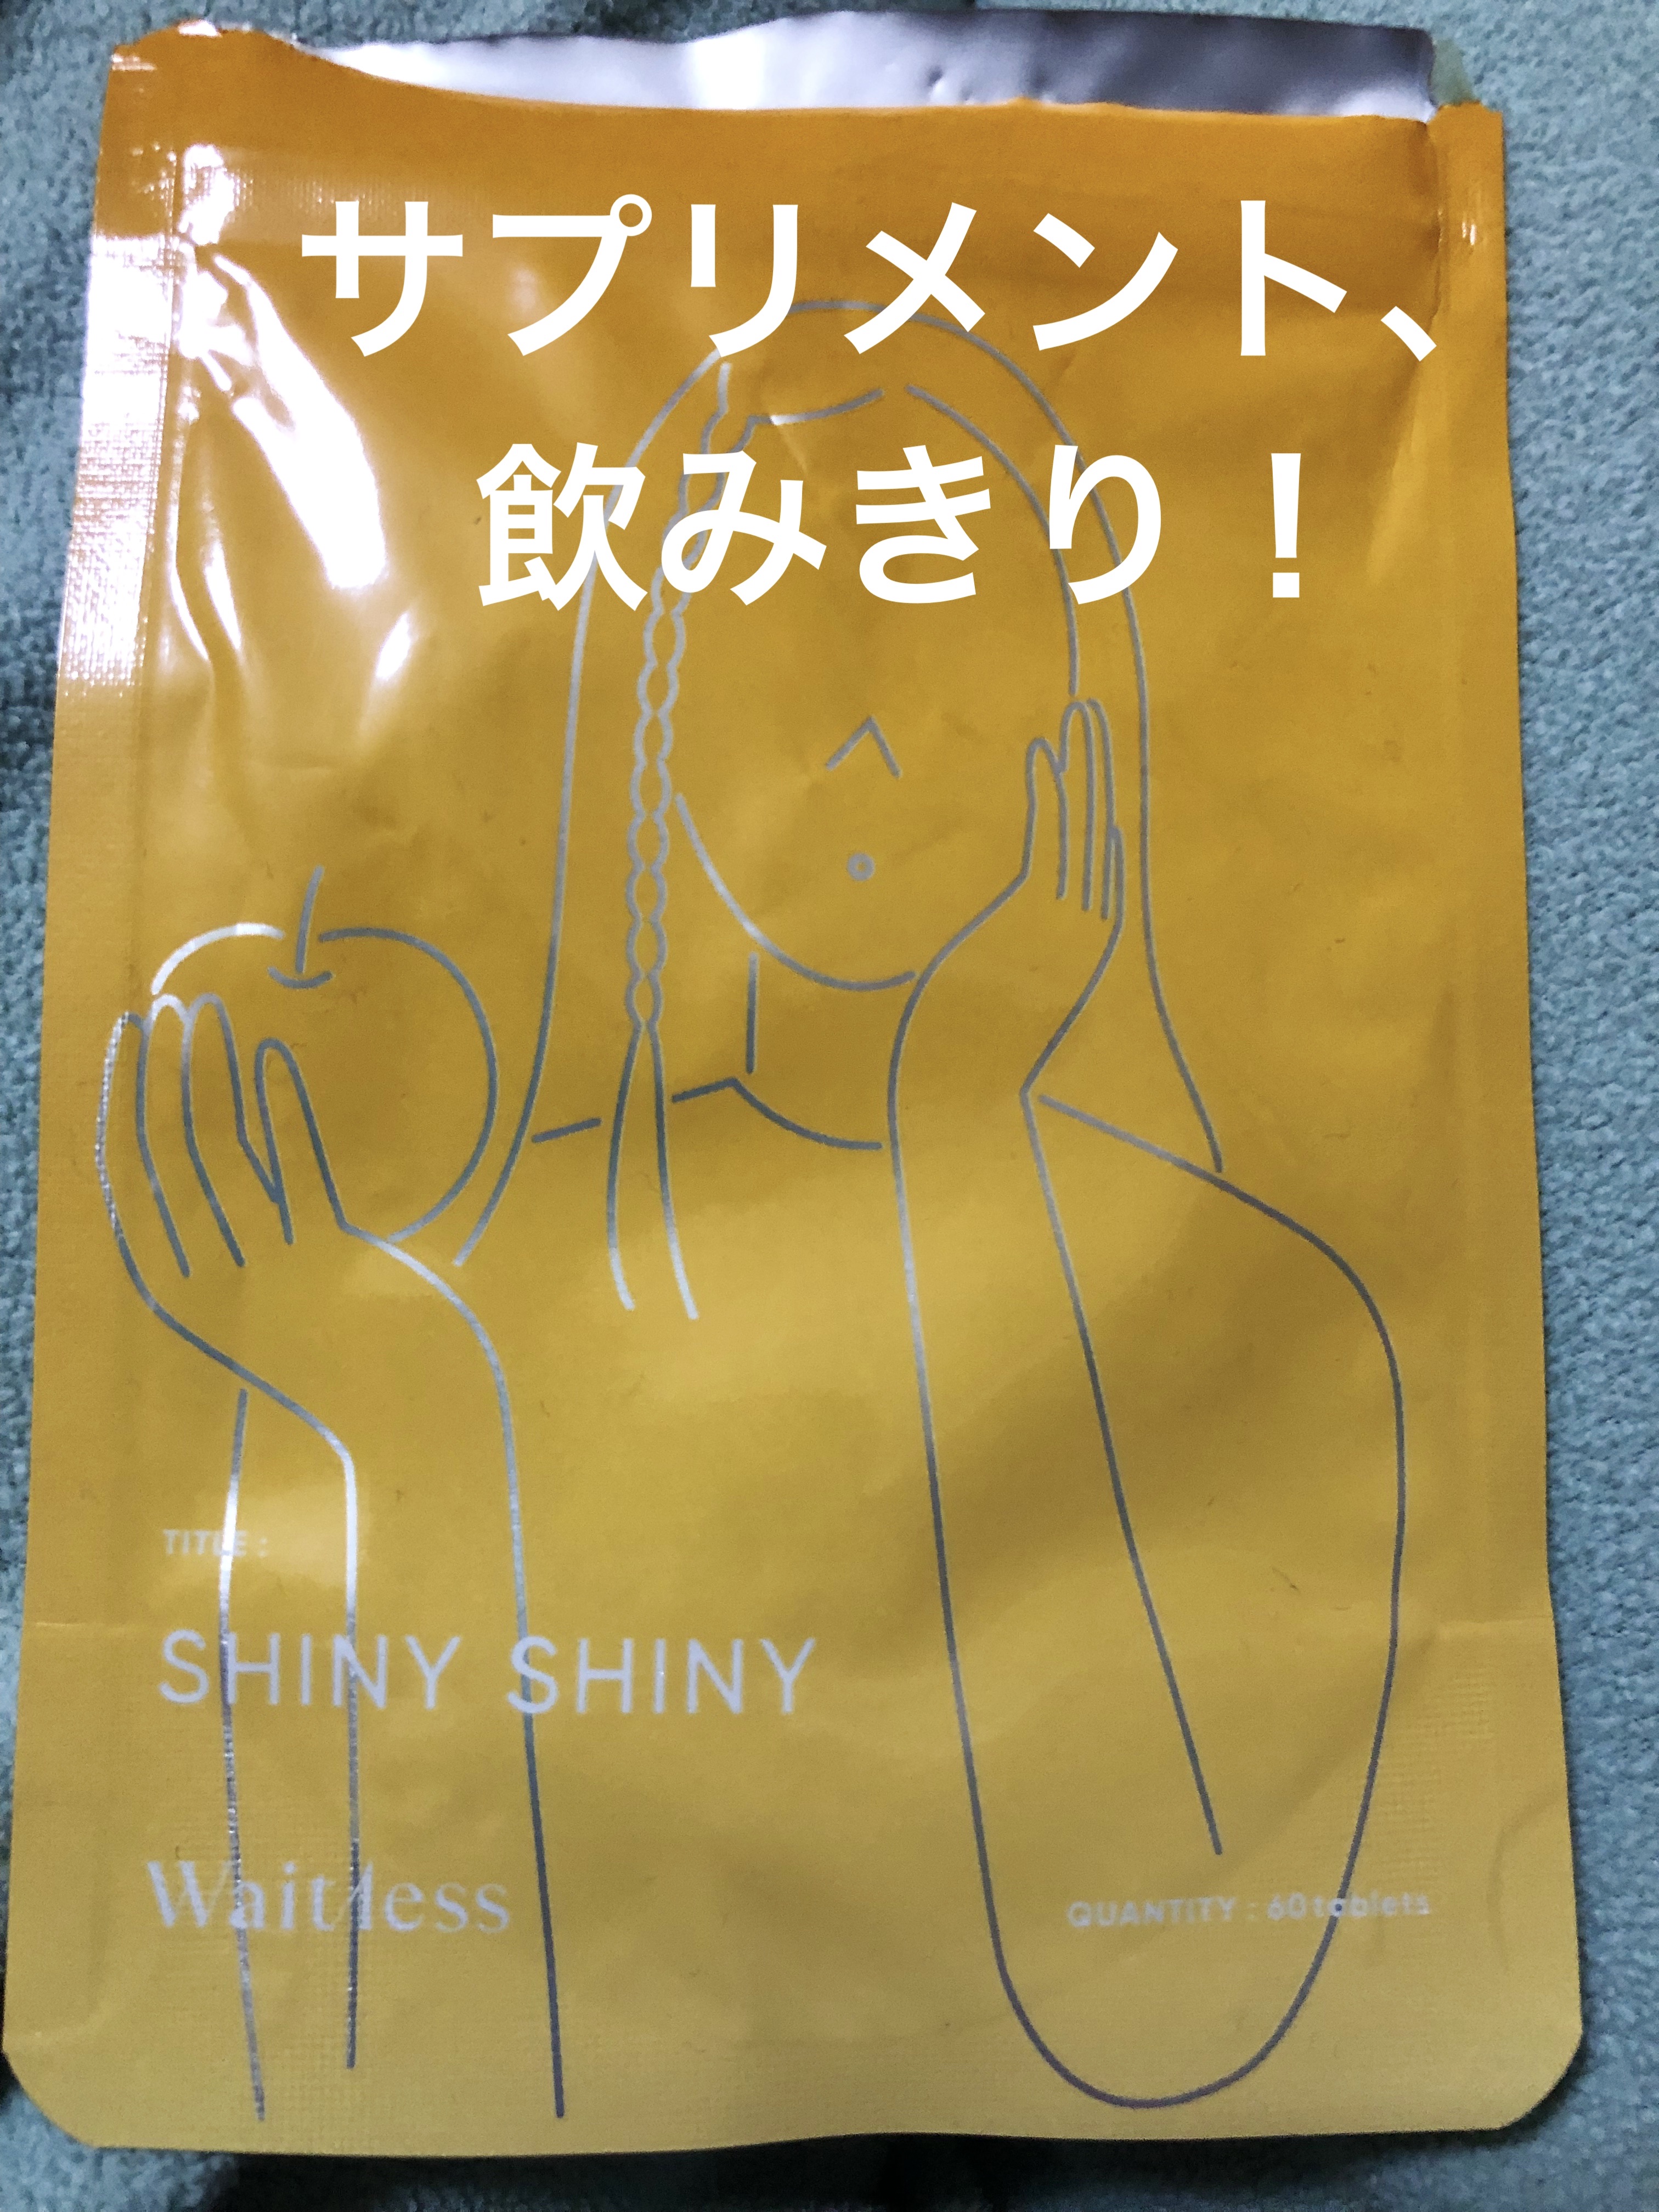 サプリメント、
飲みきり！
TITLE :
SHINY SHINY
Waitless
QUANTITY : 60tablets